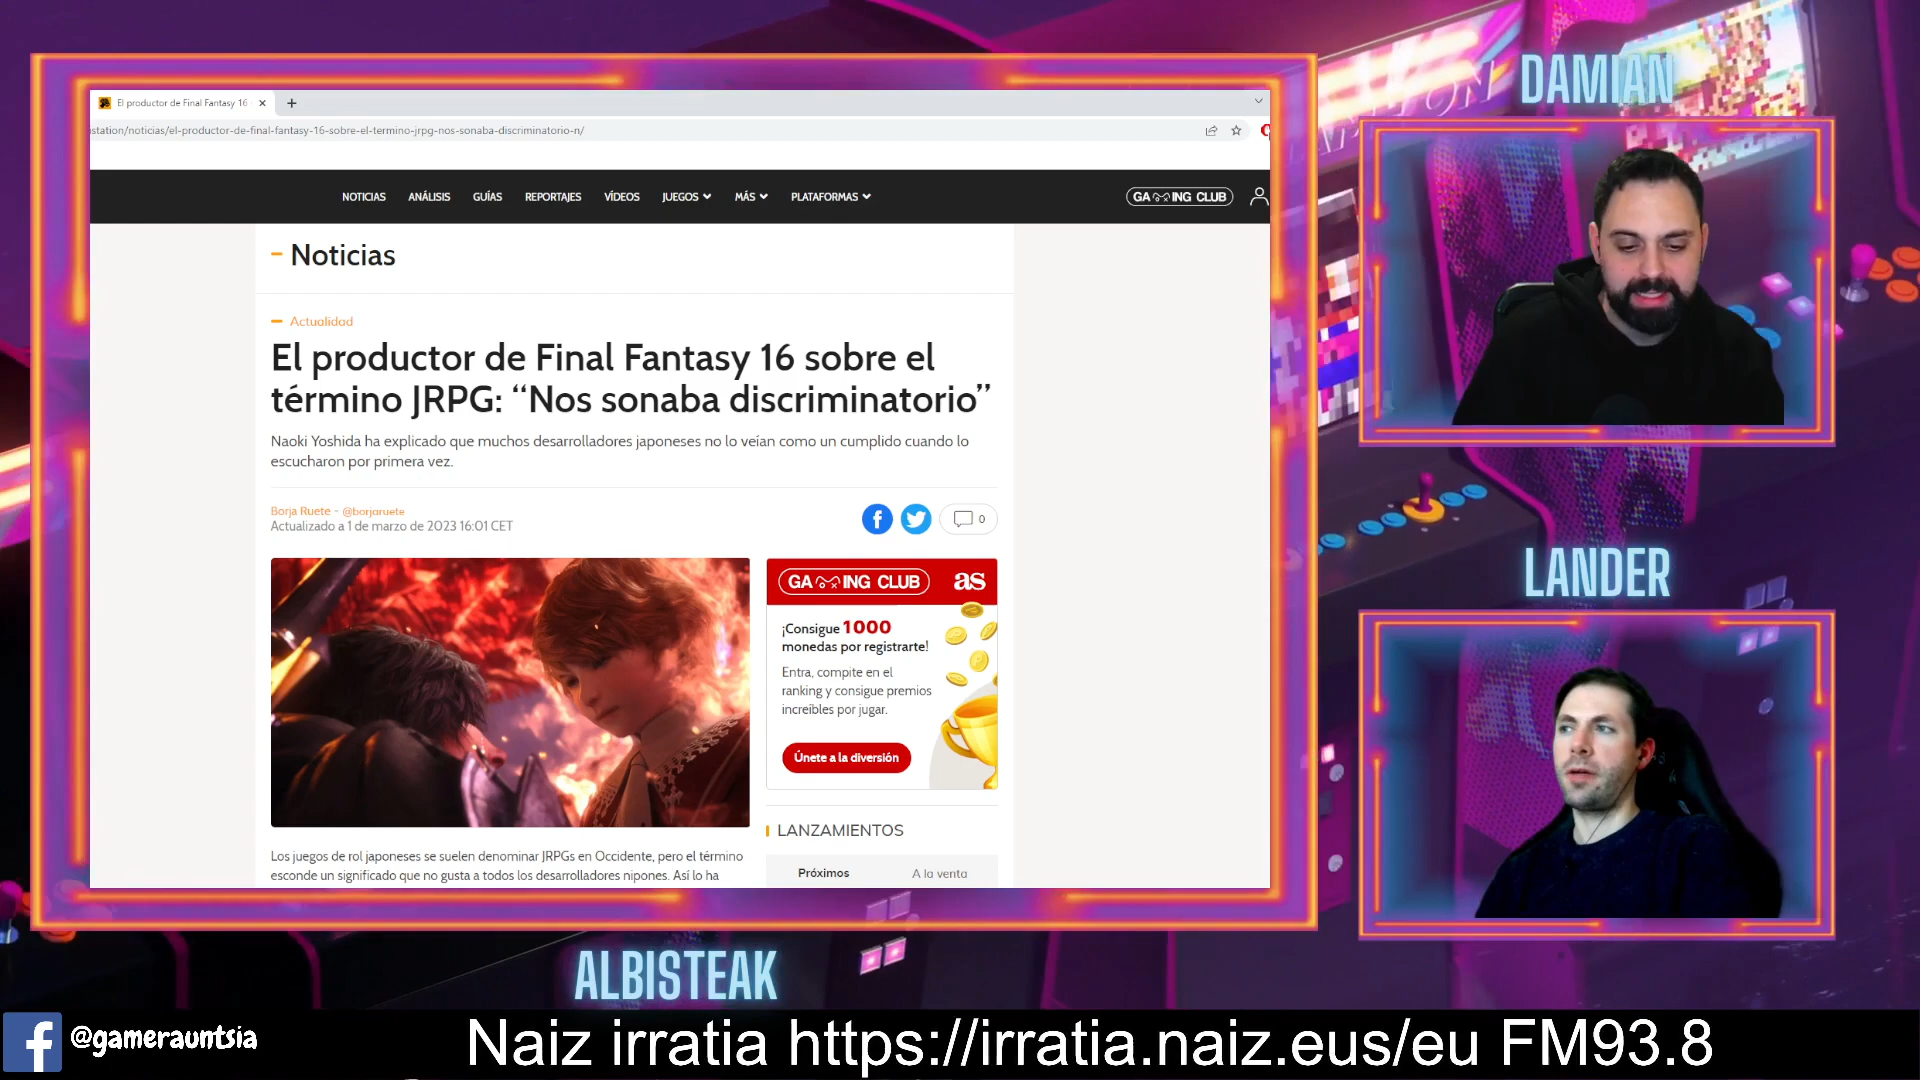 El productor de Final Fantasy 16
station/noticias/el-productor-de-final-fantasy-16-sobre-el-termino-jrpg-nos-sonaba-discriminatorio-n/
NOTICIAS ANÁLISIS GUÍAS REPORTAJES VÍDEOS JUEGOS MÁS PLATAFORMAS GAMING CLUB
Noticias
Actualidad
El productor de Final Fantasy 16 sobre el
término JRPG: “Nos sonaba discriminatorio”
Naoki Yoshida ha explicado que muchos desarrolladores japoneses no lo veían como un cumplido cuando lo
escucharon por primera vez.
Borja Ruete - @borjaruete
Actualizado a 1 de marzo de 2023 16:01 CET
0
GAMING CLUB as
¡Consigue 1000
monedas por registrarte!
Entra, compite en el
ranking y consigue premios
increíbles por jugar.
Únete a la diversión
LANZAMIENTOS
Próximos A la venta
Los juegos de rol japoneses se suelen denominar JRPGs en Occidente, pero el término
esconde un significado que no gusta a todos los desarrolladores nipones. Así lo ha
DAMIAN
LANDER
ALBISTEAK
@gamerauntsia
Naiz irratia https://irratia.naiz.eus/eu FM93.8